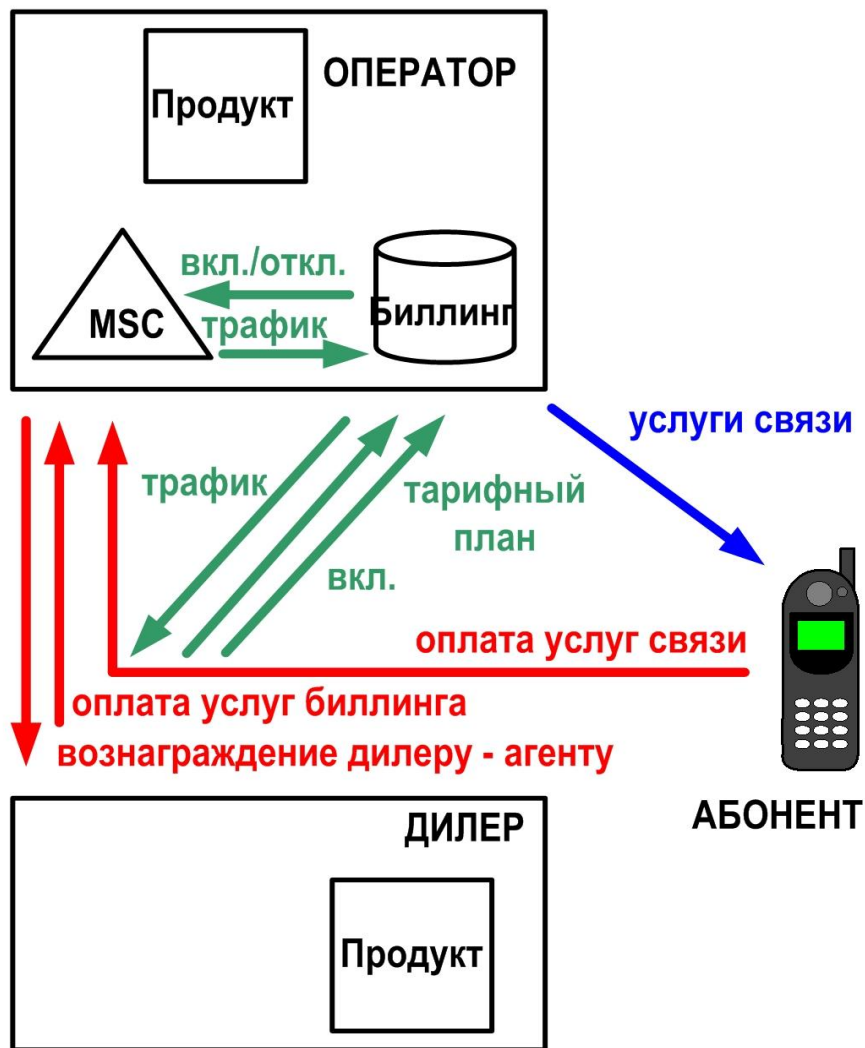 ОПЕРАТОР
Продукт
вкл./откл.
MSC
Биллинг
трафик
услуги связи
трафик
тарифный
план
вкл.
оплата услуг связи
оплата услуг биллинга
вознаграждение дилеру - агенту
ДИЛЕР
АБОНЕНТ
Продукт